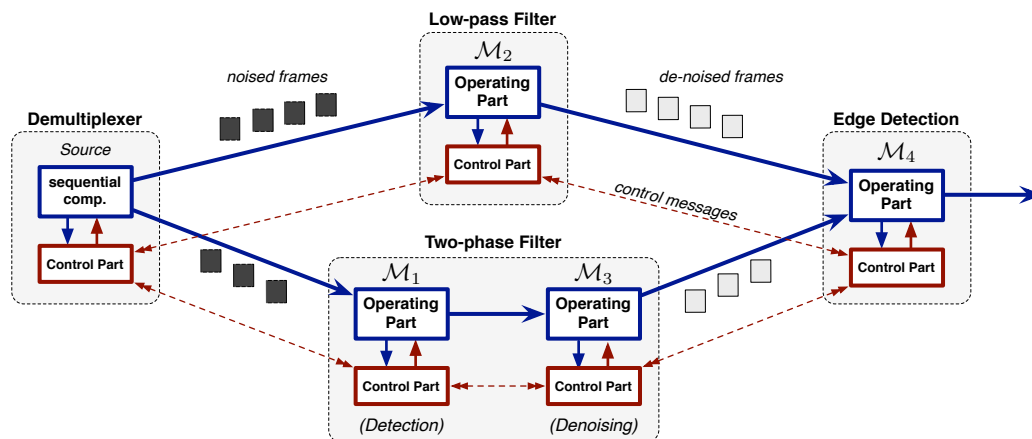 Low-pass Filter
M₂
noised frames
Operating
Part
Control Part
de-noised frames
Demultiplexer
Source
sequential
comp.
Control Part
Edge Detection
M₄
Operating
Part
Control Part
control messages
Two-phase Filter
M₁
Operating
Part
Control Part
(Detection)
M₃
Operating
Part
Control Part
(Denoising)